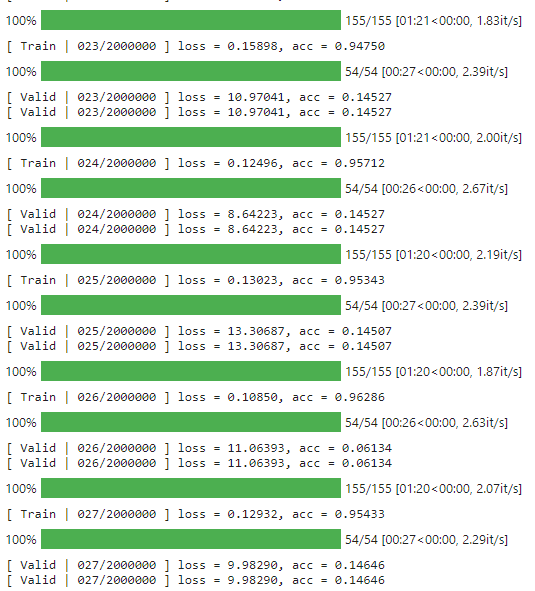 100% 155/155 [01:21<00:00, 1.83it/s]
[ Train | 023/2000000 ] loss = 0.15898, acc = 0.94750
100% 54/54 [00:27<00:00, 2.39it/s]
[ Valid | 023/2000000 ] loss = 10.97041, acc = 0.14527
[ Valid | 023/2000000 ] loss = 10.97041, acc = 0.14527
100% 155/155 [01:21<00:00, 2.00it/s]
[ Train | 024/2000000 ] loss = 0.12496, acc = 0.95712
100% 54/54 [00:26<00:00, 2.67it/s]
[ Valid | 024/2000000 ] loss = 8.64223, acc = 0.14527
[ Valid | 024/2000000 ] loss = 8.64223, acc = 0.14527
100% 155/155 [01:20<00:00, 2.19it/s]
[ Train | 025/2000000 ] loss = 0.13023, acc = 0.95343
100% 54/54 [00:27<00:00, 2.39it/s]
[ Valid | 025/2000000 ] loss = 13.30687, acc = 0.14507
[ Valid | 025/2000000 ] loss = 13.30687, acc = 0.14507
100% 155/155 [01:20<00:00, 1.87it/s]
[ Train | 026/2000000 ] loss = 0.10850, acc = 0.96286
100% 54/54 [00:26<00:00, 2.63it/s]
[ Valid | 026/2000000 ] loss = 11.06393, acc = 0.06134
[ Valid | 026/2000000 ] loss = 11.06393, acc = 0.06134
100% 155/155 [01:20<00:00, 2.07it/s]
[ Train | 027/2000000 ] loss = 0.12932, acc = 0.95433
100% 54/54 [00:27<00:00, 2.29it/s]
[ Valid | 027/2000000 ] loss = 9.98290, acc = 0.14646
[ Valid | 027/2000000 ] loss = 9.98290, acc = 0.14646